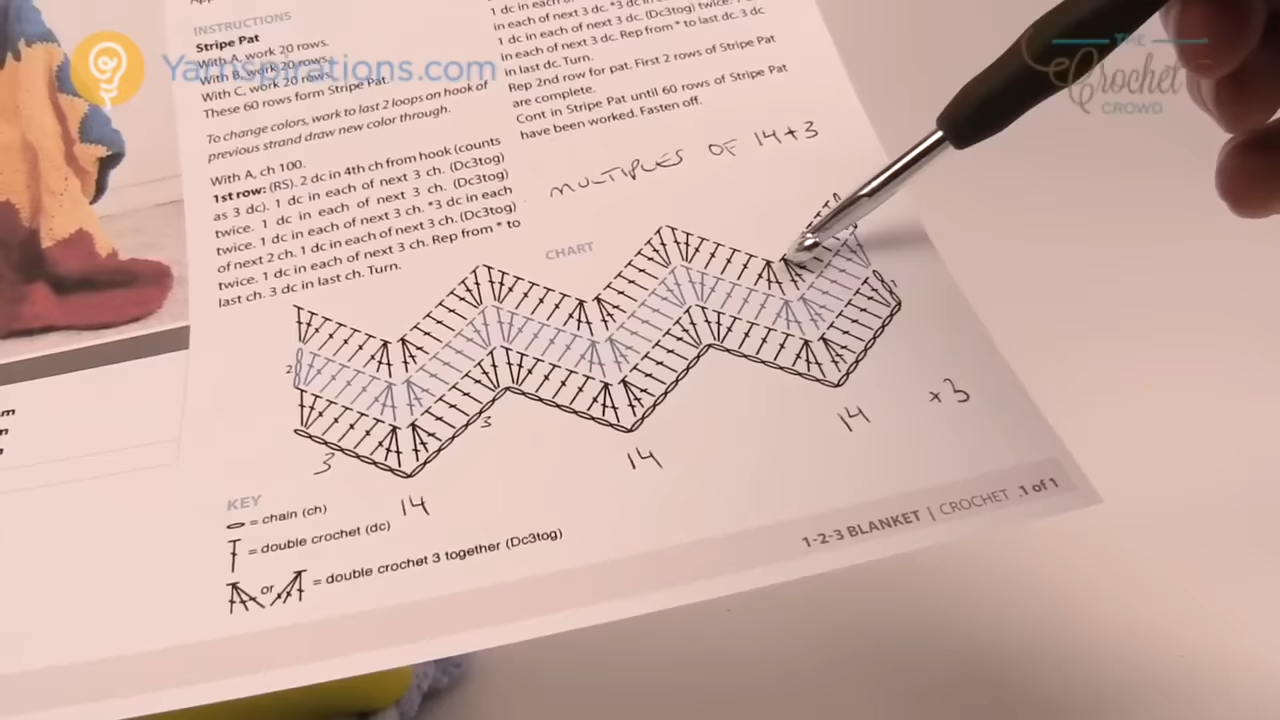 INSTRUCTIONS
Stripe Pat
With A, work 20 rows.
With B, work 20 rows.
With C, work 20 rows.
These 60 rows form Stripe Pat.
To change colors, work to last 2 loops on hook of
previous strand draw new color through.
With A, ch 100.
1st row: (RS). 2 dc in 4th ch from hook (counts
as 3 dc). 1 dc in each of next 3 ch. (Dc3tog)
twice. 1 dc in each of next 3 ch. (Dc3tog)
twice. 1 dc in each of next 3 ch. *3 dc in each
of next 2 ch. 1 dc in each of next 3 ch. (Dc3tog)
twice. 1 dc in each of next 3 ch. Rep from * to
last ch. 3 dc in last ch. Turn.
1 dc in each of
in each of next 3 dc. *3 dc in
1 dc in each of next 3 dc. (Dc3tog) twice.
in each of next 3 dc. Rep from * to last dc. 3 dc
in last dc. Turn.
Rep 2nd row for pat. First 2 rows of Stripe Pat
are complete.
Cont in Stripe Pat until 60 rows of Stripe Pat
have been worked. Fasten off.
MULTIPLES OF 14+3
CHART
2
3
3
14
14
14
+3
KEY
= chain (ch)
= double crochet (dc)
or
= double crochet 3 together (Dc3tog)
1-2-3 BLANKET | CROCHET 1 of 1
Yarnspirations.com
THE
Crochet
CROWD